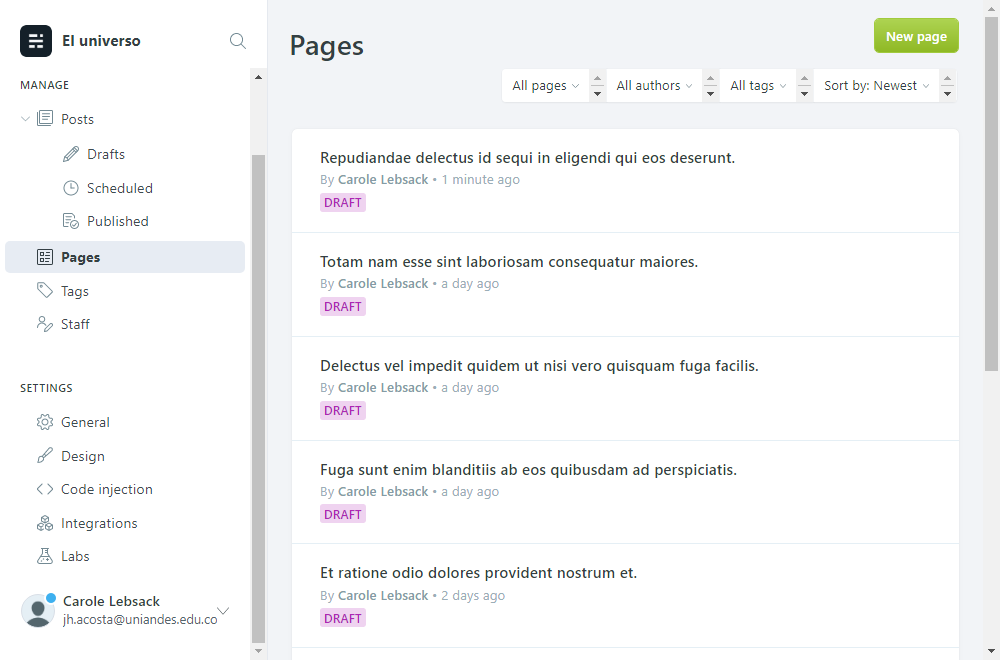 El universo
MANAGE
Posts
Drafts
Scheduled
Published
Pages
Tags
Staff
SETTINGS
General
Design
Code injection
Integrations
Labs
Carole Lebsack
jh.acosta@uniandes.edu.co
Pages
New page
All pages
All authors
All tags
Sort by: Newest
Repudiandae delectus id sequi in eligendi qui eos deserunt.
By Carole Lebsack • 1 minute ago
DRAFT
Totam nam esse sint laboriosam consequatur maiores.
By Carole Lebsack • a day ago
DRAFT
Delectus vel impedit quidem ut nisi vero quisquam fuga facilis.
By Carole Lebsack • a day ago
DRAFT
Fuga sunt enim blanditiis ab eos quibusdam ad perspiciatis.
By Carole Lebsack • a day ago
DRAFT
Et ratione odio dolores provident nostrum et.
By Carole Lebsack • 2 days ago
DRAFT